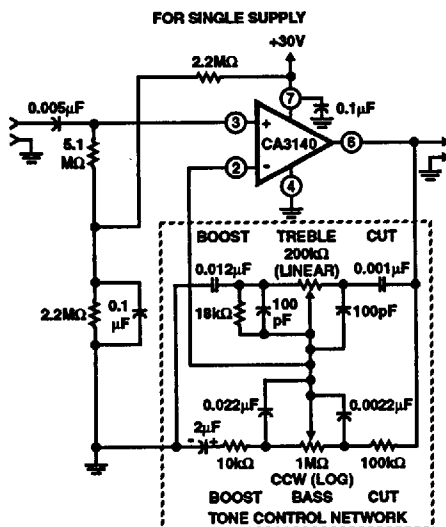 FOR SINGLE SUPPLY
+30V
2.2MΩ
0.005μF
7
0.1μF
3
+
CA3140
6
5.1
MΩ
2
-
4
BOOST TREBLE CUT
200kΩ
(LINEAR)
0.012μF
0.001μF
0.1
μF
18kΩ
100
pF
100pF
2.2MΩ
0.022μF
0.0022μF
2μF
- +
10kΩ
1MΩ
100kΩ
CCW (LOG)
BOOST BASS CUT
TONE CONTROL NETWORK